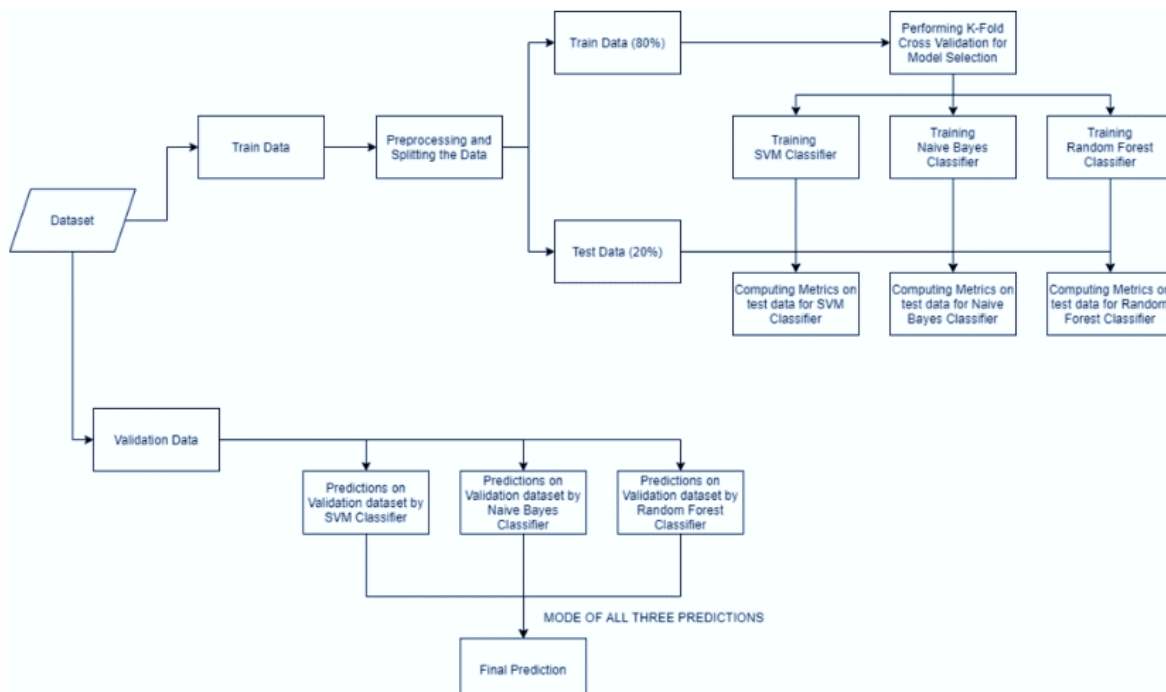 Train Data (80%)
Performing K-Fold
Cross Validation for
Model Selection
Train Data
Preprocessing and
Splitting the Data
Training
SVM Classifier
Training
Naive Bayes
Classifier
Training
Random Forest
Classifier
Dataset
Test Data (20%)
Computing Metrics on
test data for SVM
Classifier
Computing Metrics on
test data for Naive
Bayes Classifier
Computing Metrics on
test data for Random
Forest Classifier
Validation Data
Predictions on
Validation dataset by
SVM Classifier
Predictions on
Validation dataset by
Naive Bayes
Classifier
Predictions on
Validation dataset by
Random Forest
Classifier
MODE OF ALL THREE PREDICTIONS
Final Prediction